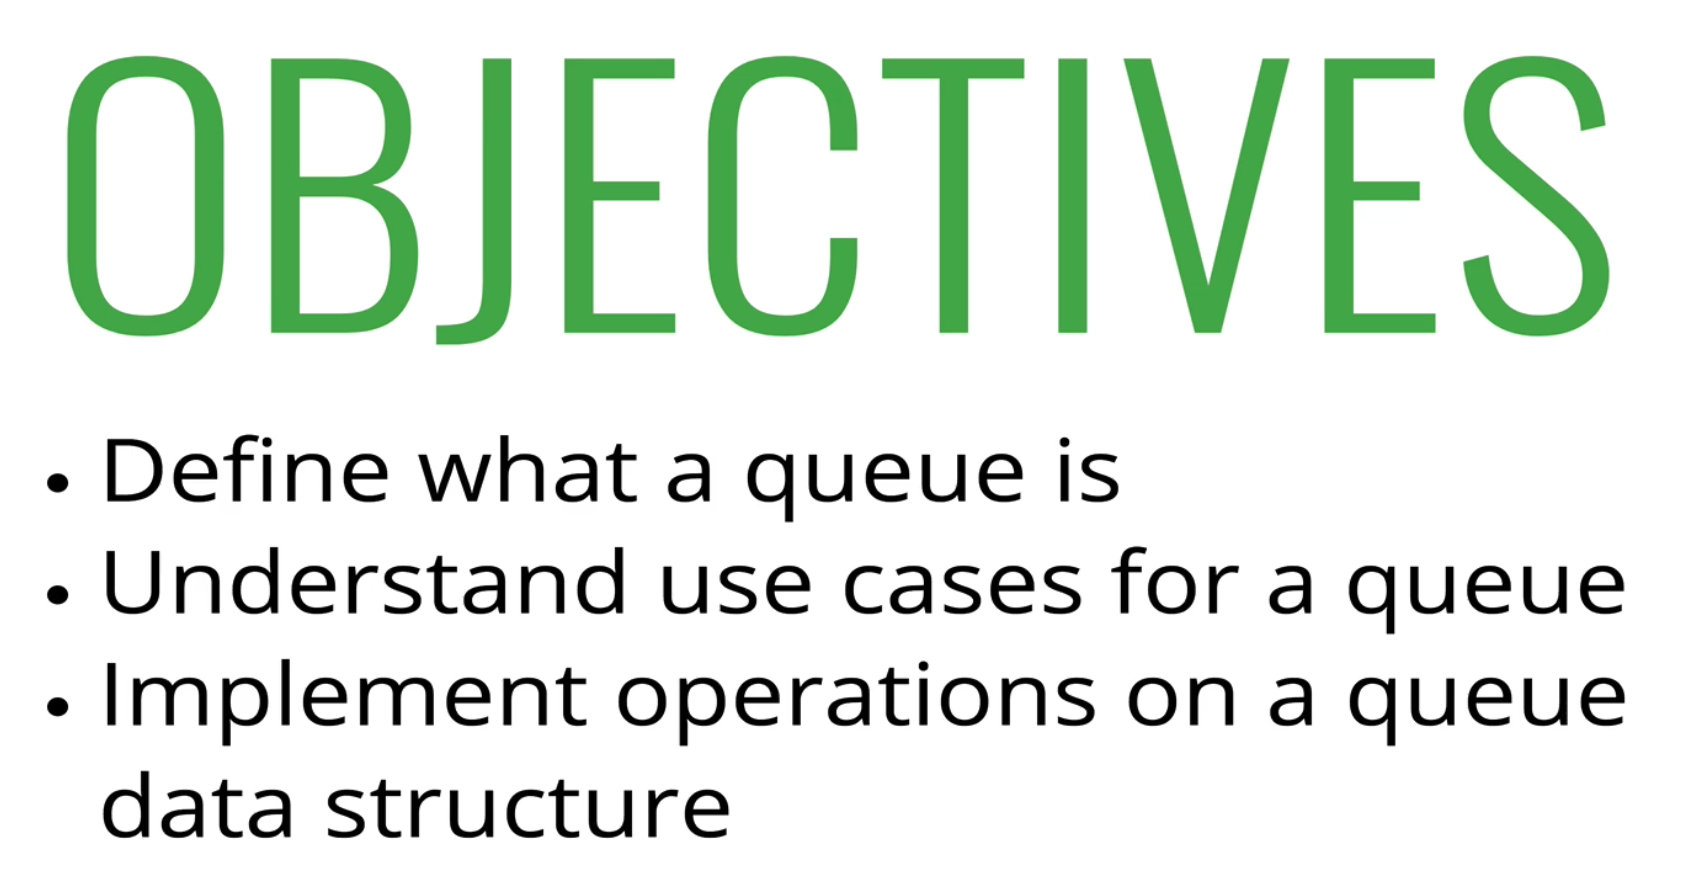 OBJECTIVES
• Define what a queue is
• Understand use cases for a queue
• Implement operations on a queue
data structure